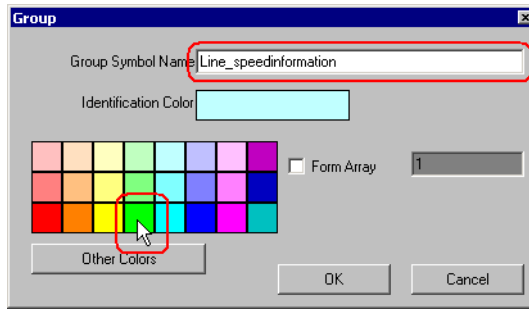 Group
Group Symbol Name Line_speedinformation
Identification Color
Form Array 1
Other Colors
OK Cancel